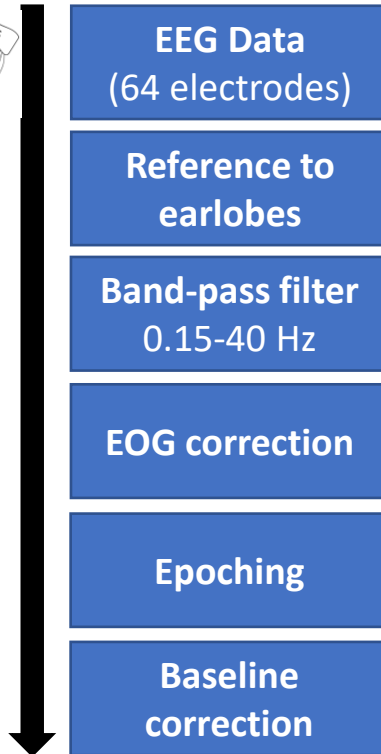 EEG Data
(64 electrodes)
Reference to
earlobes
Band-pass filter
0.15-40 Hz
EOG correction
Epoching
Baseline
correction